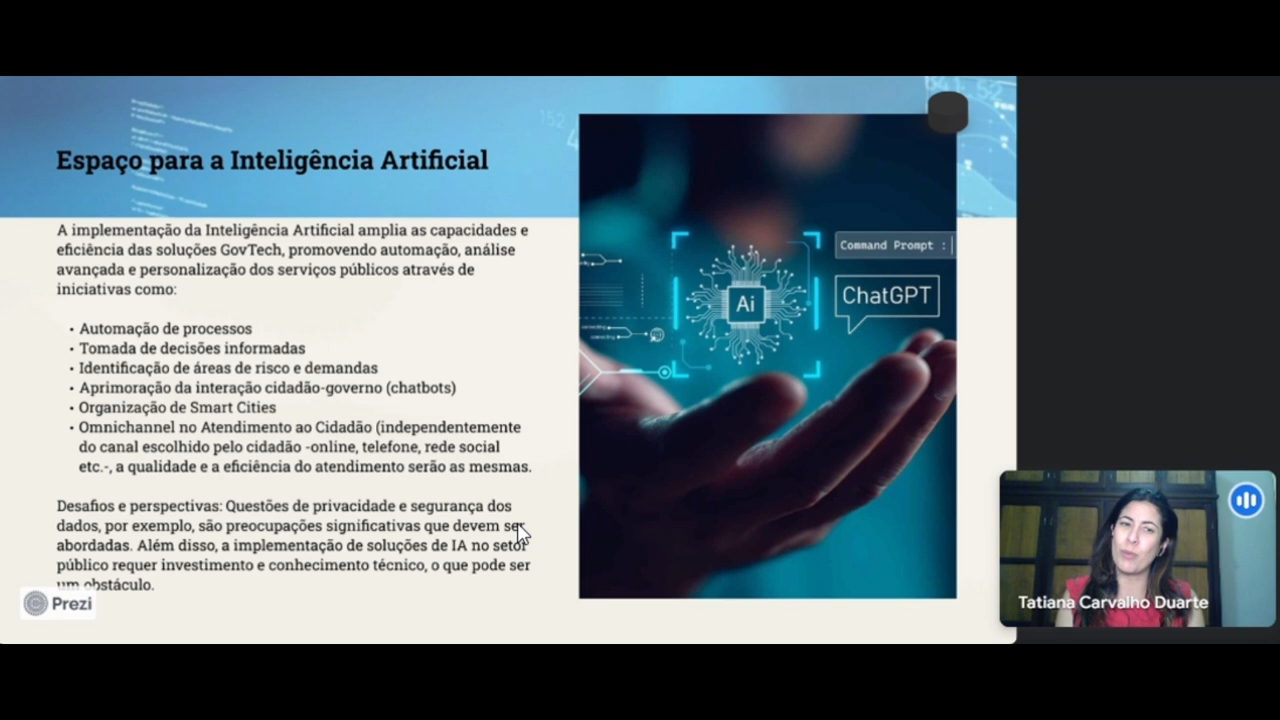 Espaço para a Inteligência Artificial
A implementação da Inteligência Artificial amplia as capacidades e
eficiência das soluções GovTech, promovendo automação, análise
avançada e personalização dos serviços públicos através de
iniciativas como:
• Automação de processos
• Tomada de decisões informadas
• Identificação de áreas de risco e demandas
• Aprimoração da interação cidadão-governo (chatbots)
• Organização de Smart Cities
• Omnichannel no Atendimento ao Cidadão (independentemente
do canal escolhido pelo cidadão -online, telefone, rede social
etc.-, a qualidade e a eficiência do atendimento serão as mesmas.
Desafios e perspectivas: Questões de privacidade e segurança dos
dados, por exemplo, são preocupações significativas que devem ser
abordadas. Além disso, a implementação de soluções de IA no setor
público requer investimento e conhecimento técnico, o que pode ser
um obstáculo.
Prezi
Command Prompt :
Ai
ChatGPT
Tatiana Carvalho Duarte